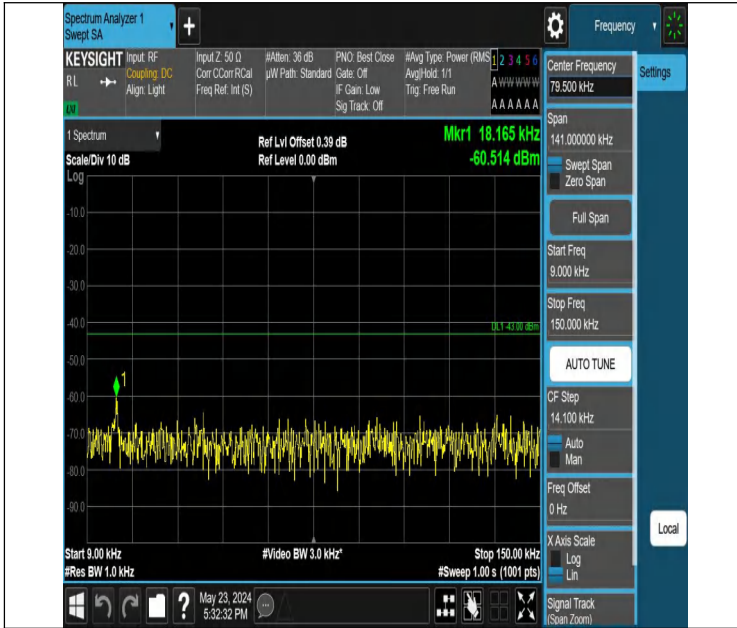 Spectrum Analyzer 1
Swept SA
+
Frequency
KEYSIGHT
RL
Input: RF
Coupling: DC
Align: Light
Input Z: 50 Ω
Corr CCorr RCal
Freq Ref: Int (S)
#Atten: 36 dB
µW Path: Standard
PNO: Best Close
Gate: Off
IF Gain: Low
Sig Track: Off
#Avg Type: Power (RMS
Avg|Hold: 1/1
Trig: Free Run
1 2 3 4 5 6
A W W W W W
A A A A A A
1 Spectrum
Scale/Div 10 dB
Ref Lvl Offset 0.39 dB
Ref Level 0.00 dBm
Mkr1 18.165 kHz
-60.514 dBm
Log
-10.0
-20.0
-30.0
-40.0
DL1 -43.00 dBm
-50.0
1
-60.0
-70.0
-80.0
-90.0
Start 9.00 kHz
#Res BW 1.0 kHz
#Video BW 3.0 kHz*
Stop 150.00 kHz
#Sweep 1.00 s (1001 pts)
May 23, 2024
5:32:32 PM
?
Center Frequency
79.500 kHz
Settings
Span
141.000000 kHz
Swept Span
Zero Span
Full Span
Start Freq
9.000 kHz
Stop Freq
150.000 kHz
AUTO TUNE
CF Step
14.100 kHz
Auto
Man
Freq Offset
0 Hz
X Axis Scale
Log
Lin
Local
Signal Track
(Span Zoom)